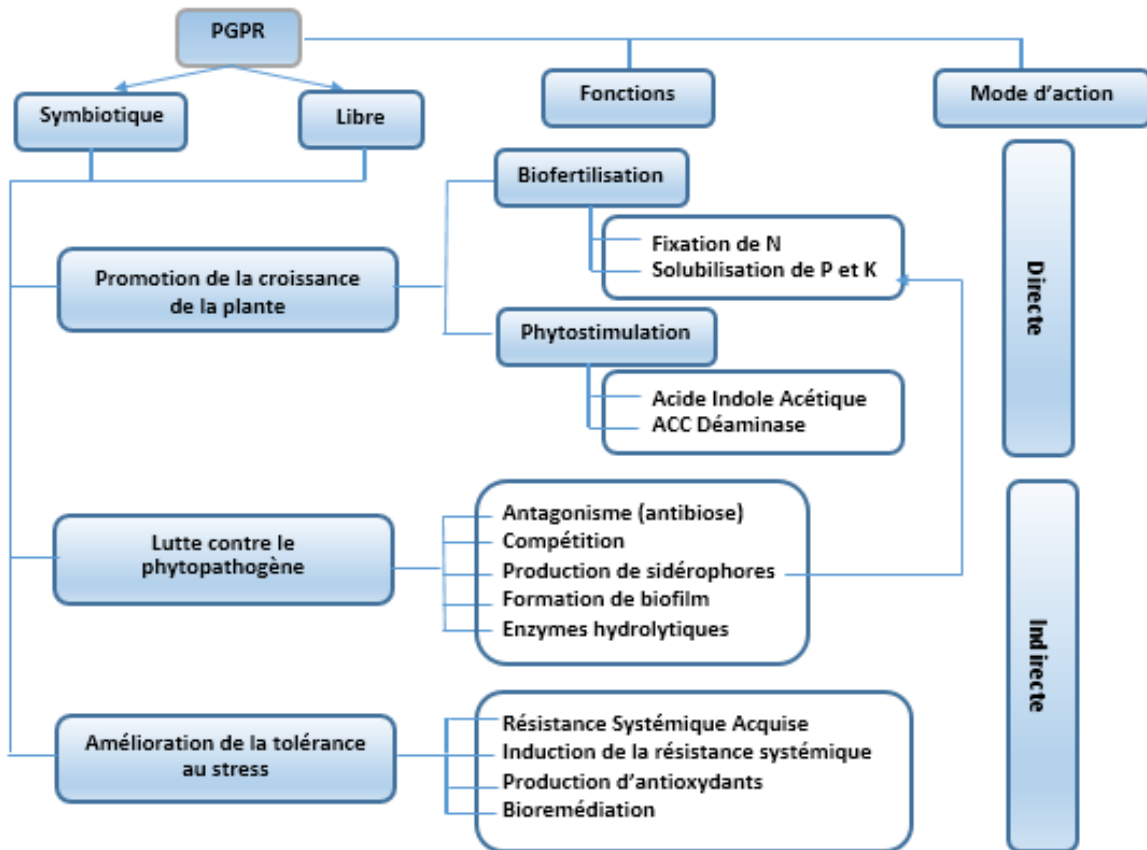 PGPR
Symbiotique
Libre
Fonctions
Mode d’action
Promotion de la croissance
de la plante
Biofertilisation
Fixation de N
Solubilisation de P et K
Phytostimulation
Acide Indole Acétique
ACC Déaminase
Directe
Lutte contre le
phytopathogène
Antagonisme (antibiose)
Compétition
Production de sidérophores
Formation de biofilm
Enzymes hydrolytiques
Indirecte
Amélioration de la tolérance
au stress
Résistance Systémique Acquise
Induction de la résistance systémique
Production d’antioxydants
Bioremédiation